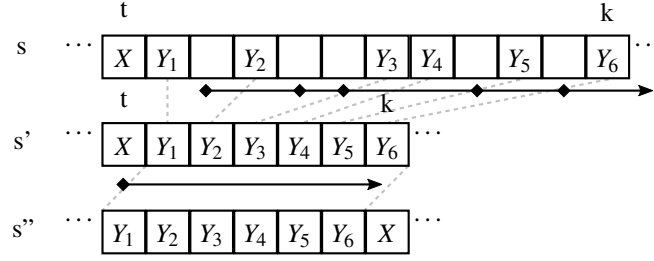 t k
s ⋯ X Y₁ Y₂ Y₃ Y₄ Y₅ Y₆ ⋯
t k
s' ⋯ X Y₁ Y₂ Y₃ Y₄ Y₅ Y₆ ⋯
s" ⋯ Y₁ Y₂ Y₃ Y₄ Y₅ Y₆ X ⋯